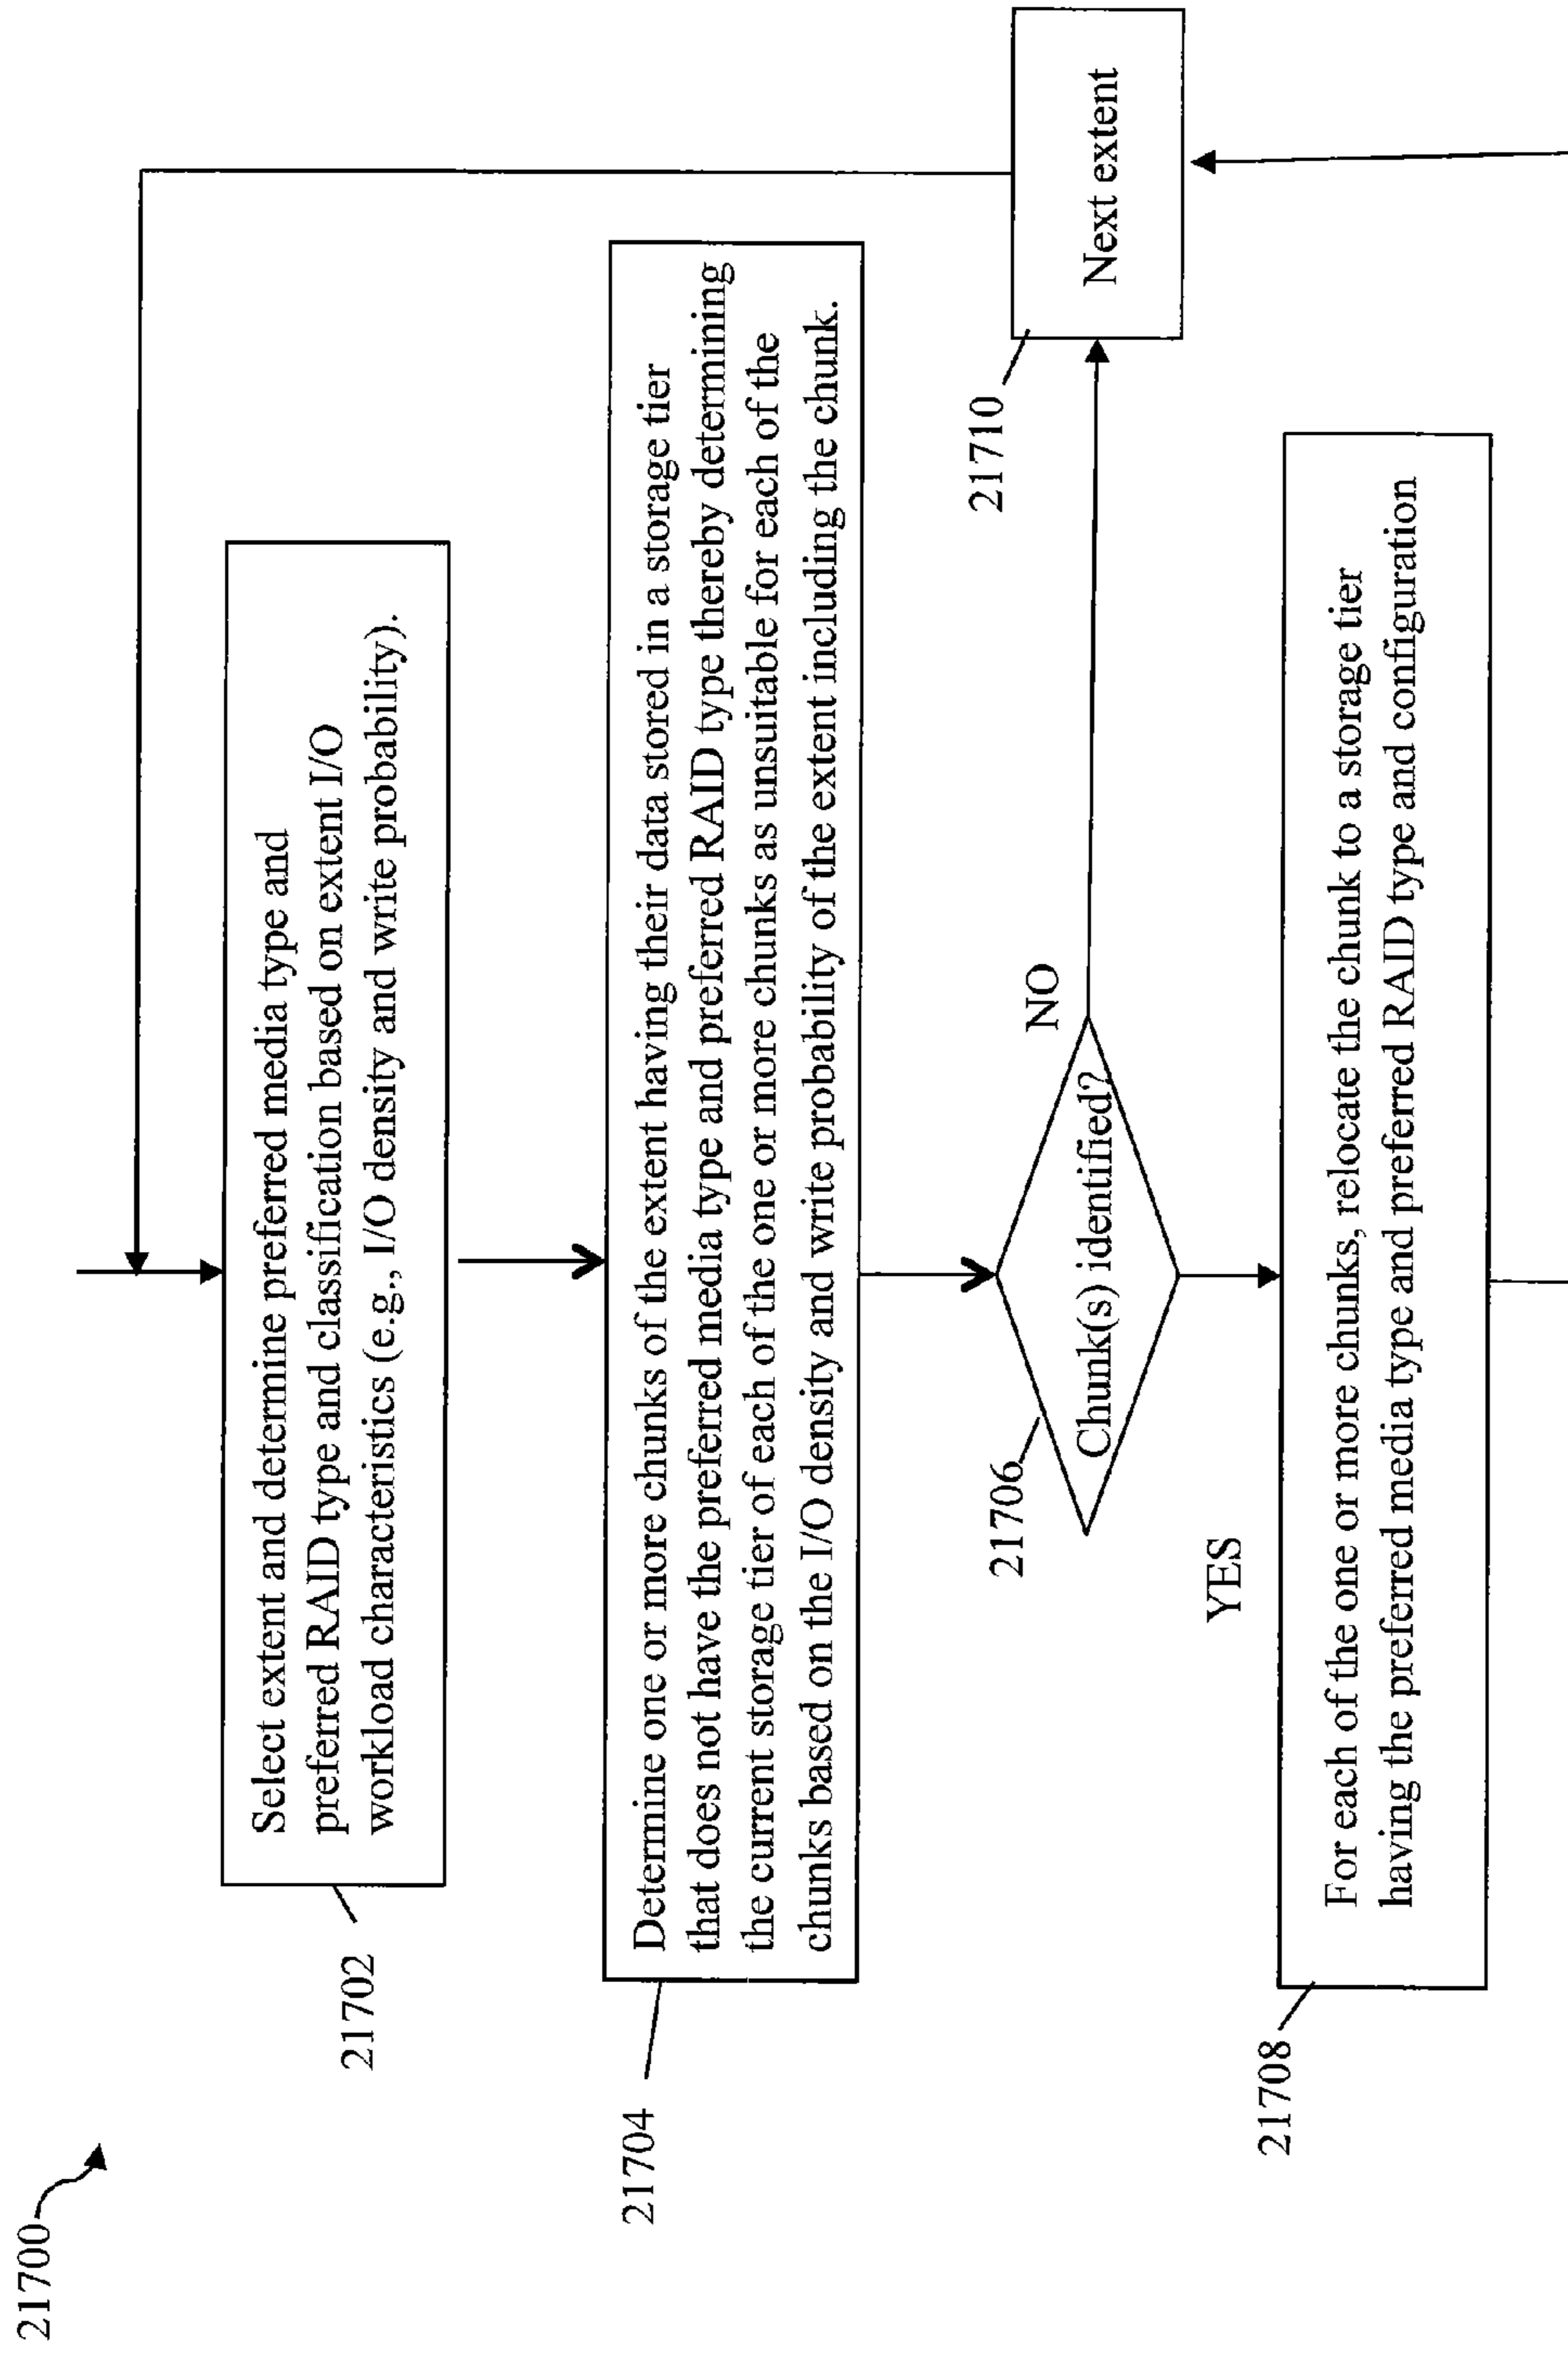 21700
21702
Select extent and determine preferred media type and
preferred RAID type and classification based on extent I/O
workload characteristics (e.g., I/O density and write probability).
21704
Determine one or more chunks of the extent having their data stored in a storage tier
that does not have the preferred media type and preferred RAID type thereby determining
the current storage tier of each of the one or more chunks as unsuitable for each of the
chunks based on the I/O density and write probability of the extent including the chunk.
21706
Chunk(s) identified?
NO
21710
Next extent
YES
21708
For each of the one or more chunks, relocate the chunk to a storage tier
having the preferred media type and preferred RAID type and configuration